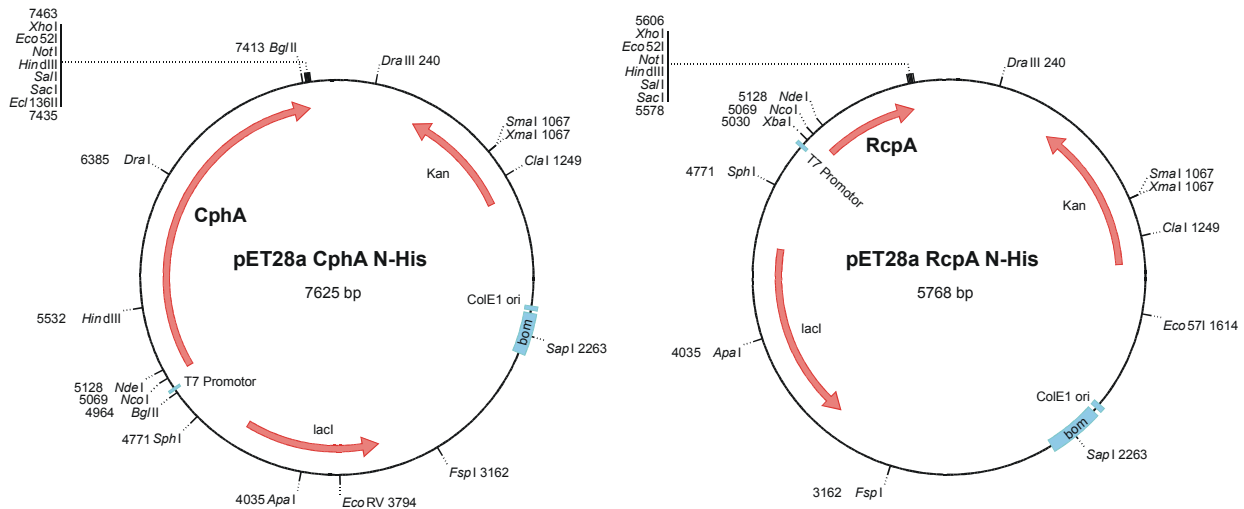 7463
XhoI
Eco52I
NotI
HindIII
SalI
SacI
Ecl136II
7435
7413 BglII
DraIII 240
SmaI 1067
XmaI 1067
ClaI 1249
Kan
6385 DraI
CphA
pET28a CphA N-His
7625 bp
ColE1 ori
bom
SapI 2263
5532 HindIII
T7 Promotor
5128 NdeI
5069 NcoI
4964 BglII
4771 SphI
lacI
FspI 3162
4035 ApaI
EcoRV 3794
5606
XhoI
Eco52I
NotI
HindIII
SalI
SacI
5578
DraIII 240
5128 NdeI
5069 NcoI
5030 XbaI
RcpA
T7 Promotor
4771 SphI
SmaI 1067
XmaI 1067
Kan
ClaI 1249
pET28a RcpA N-His
5768 bp
Eco57I 1614
lacI
4035 ApaI
ColE1 ori
bom
SapI 2263
3162 FspI